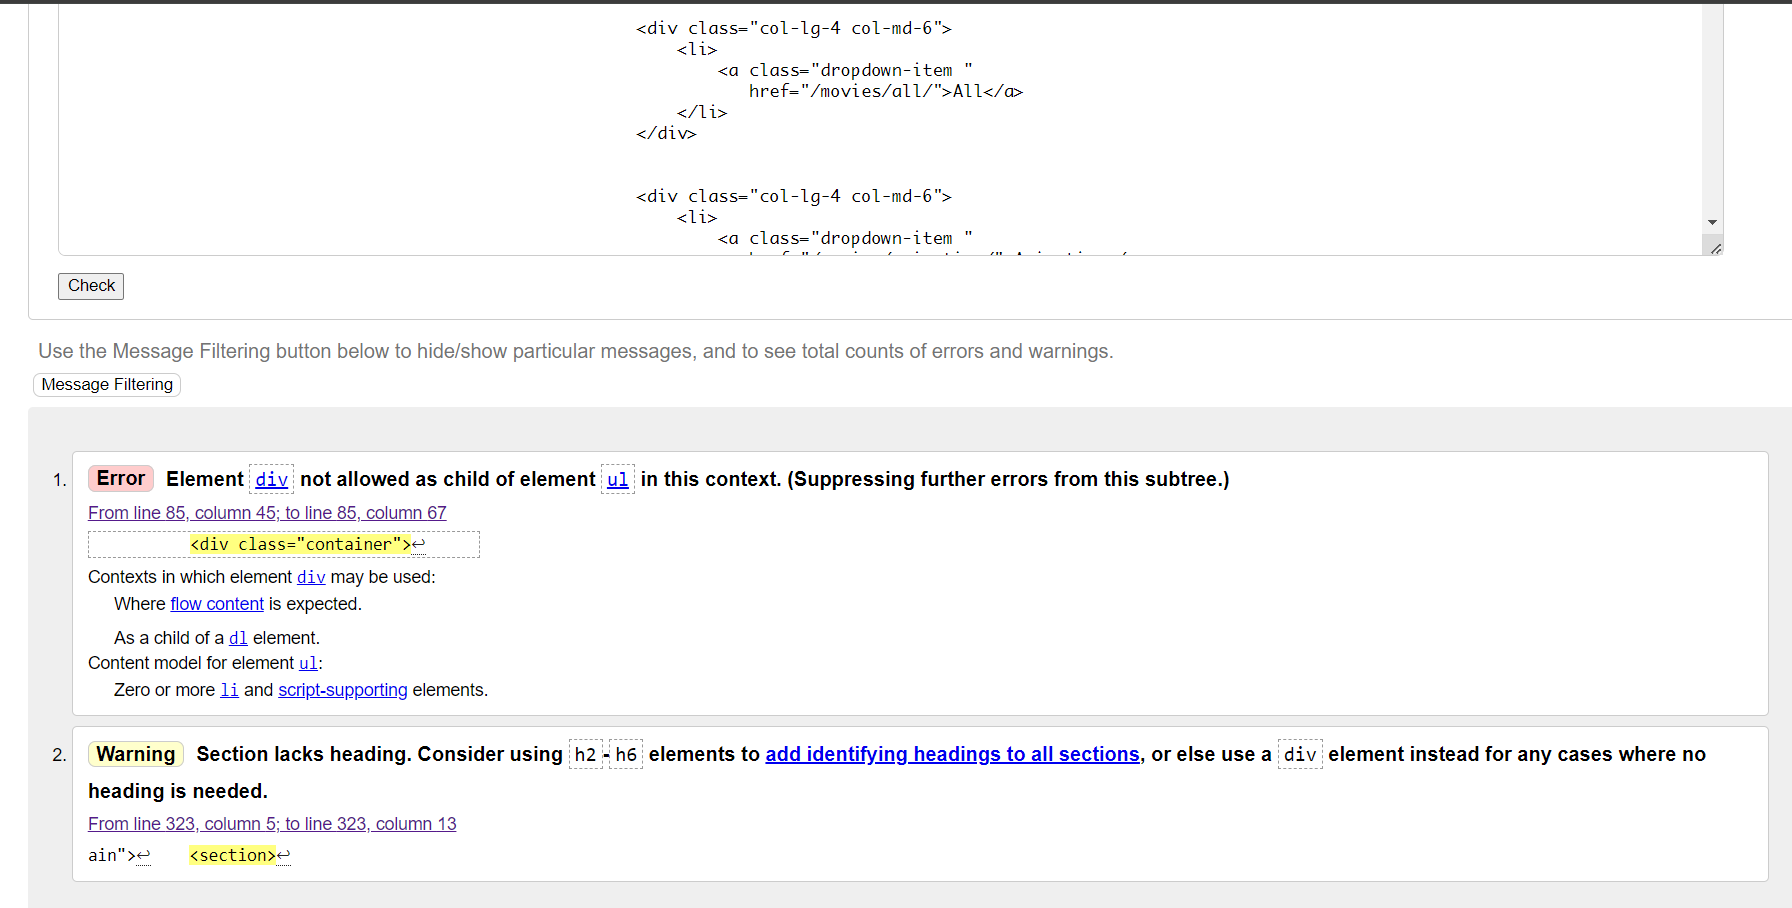 <div class="col-lg-4 col-md-6">
<li>
<a class="dropdown-item "
href="/movies/all/">All</a>
</li>
</div>
<div class="col-lg-4 col-md-6">
<li>
<a class="dropdown-item "
Check
Use the Message Filtering button below to hide/show particular messages, and to see total counts of errors and warnings.
Message Filtering
1. Error Element div not allowed as child of element ul in this context. (Suppressing further errors from this subtree.)
From line 85, column 45; to line 85, column 67
<div class="container">↩
Contexts in which element div may be used:
Where flow content is expected.
As a child of a dl element.
Content model for element ul:
Zero or more li and script-supporting elements.
2. Warning Section lacks heading. Consider using h2-h6 elements to add identifying headings to all sections, or else use a div element instead for any cases where no
heading is needed.
From line 323, column 5; to line 323, column 13
ain">↩ <section>↩